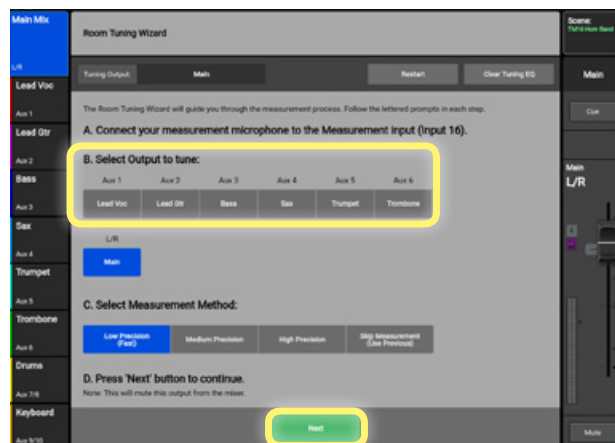 Main Mix
L/R
Lead Voc
Aux 1
Lead Gtr
Aux 2
Bass
Aux 3
Sax
Aux 4
Trumpet
Aux 5
Trombone
Aux 6
Drums
Aux 7/8
Keyboard
Aux 9/10
Room Tuning Wizard
Tuning Output: Main Restart Clear Tuning EQ
The Room Tuning Wizard will guide you through the measurement process. Follow the lettered prompts in each step.
A. Connect your measurement microphone to the Measurement input (Input 16).
B. Select Output to tune:
Aux 1 Aux 2 Aux 3 Aux 4 Aux 5 Aux 6
Lead Voc Lead Gtr Bass Sax Trumpet Trombone
L/R
Main
C. Select Measurement Method:
Low Precision (Fast) Medium Precision High Precision Skip Measurement (Use Previous)
D. Press 'Next' button to continue.
Note: This will mute this output from the mixer.
Next
Scene:
TM16 Horn Band
Main
Cue
Main
L/R
Mute